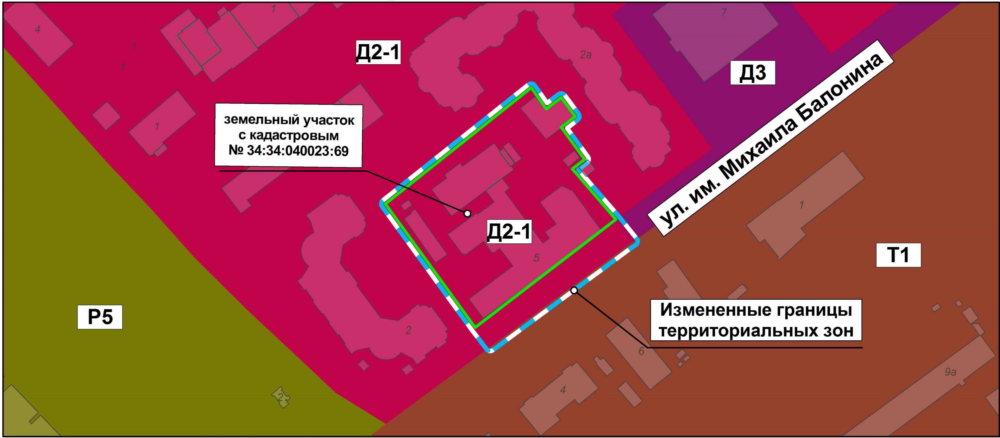 1
7
4
1
Д2-1
2а
1
Д3
ул. им. Михаила Балонина
земельный участок
с кадастровым
№ 34:34:040023:69
1
1
Д2-1
5
Т1
Р5
Измененные границы
территориальных зон
2
6
9а
4
2